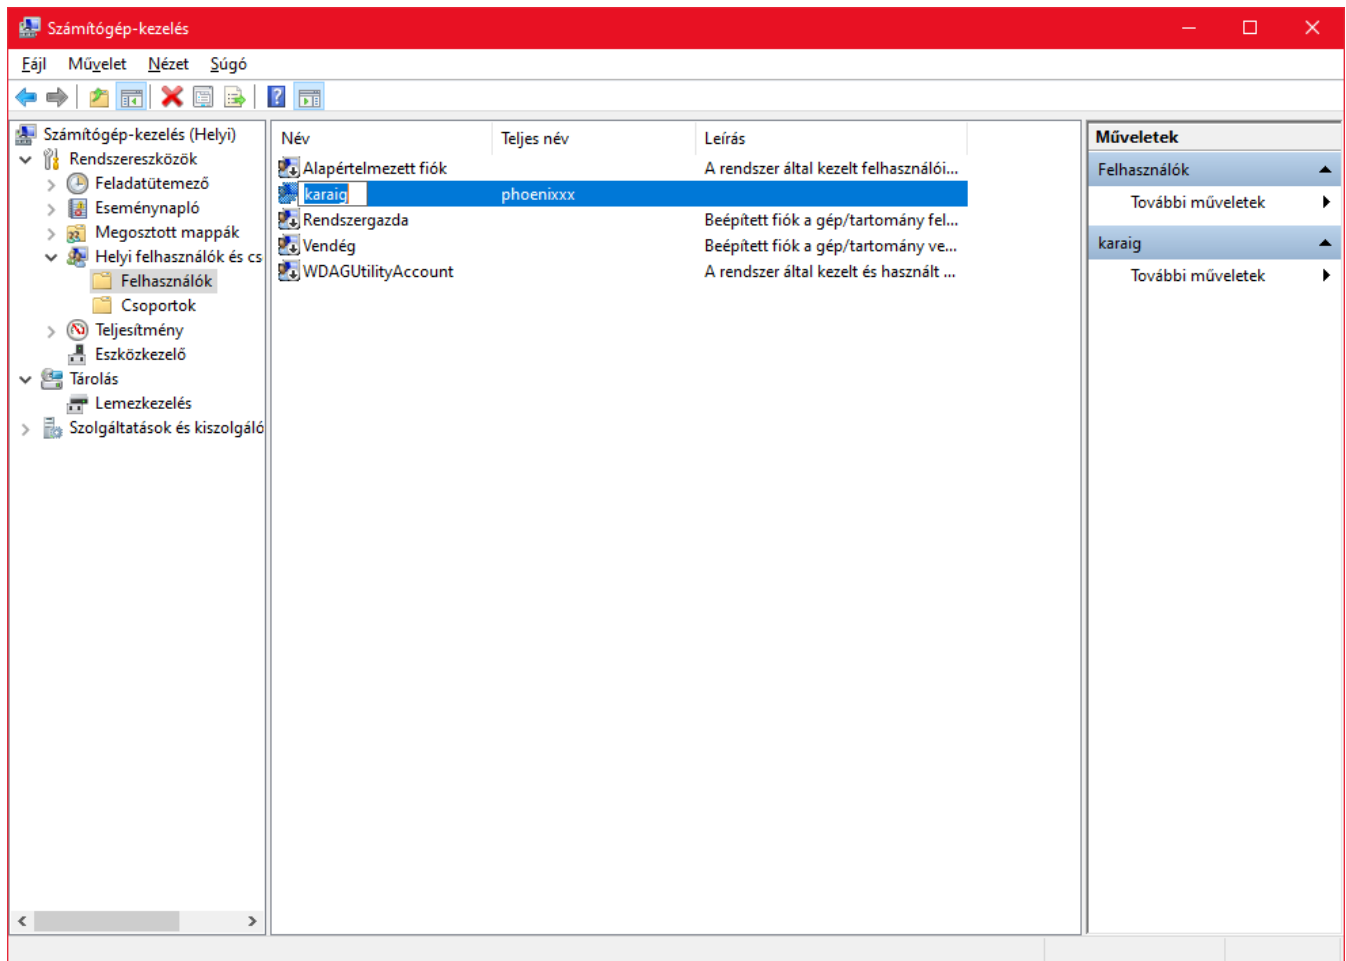 Számítógép-kezelés
Fájl Művelet Nézet Súgó
Számítógép-kezelés (Helyi)
Rendszereszközök
Feladatütemező
Eseménynapló
Megosztott mappák
Helyi felhasználók és cs
Felhasználók
Csoportok
Teljesítmény
Eszközkezelő
Tárolás
Lemezkezelés
Szolgáltatások és kiszolgáló
Név Teljes név Leírás
Alapértelmezett fiók A rendszer által kezelt felhasználói...
karaig phoenixxx
Rendszergazda Beépített fiók a gép/tartomány fel...
Vendég Beépített fiók a gép/tartomány ve...
WDAGUtilityAccount A rendszer által kezelt és használt ...
Műveletek
Felhasználók
További műveletek
karaig
További műveletek